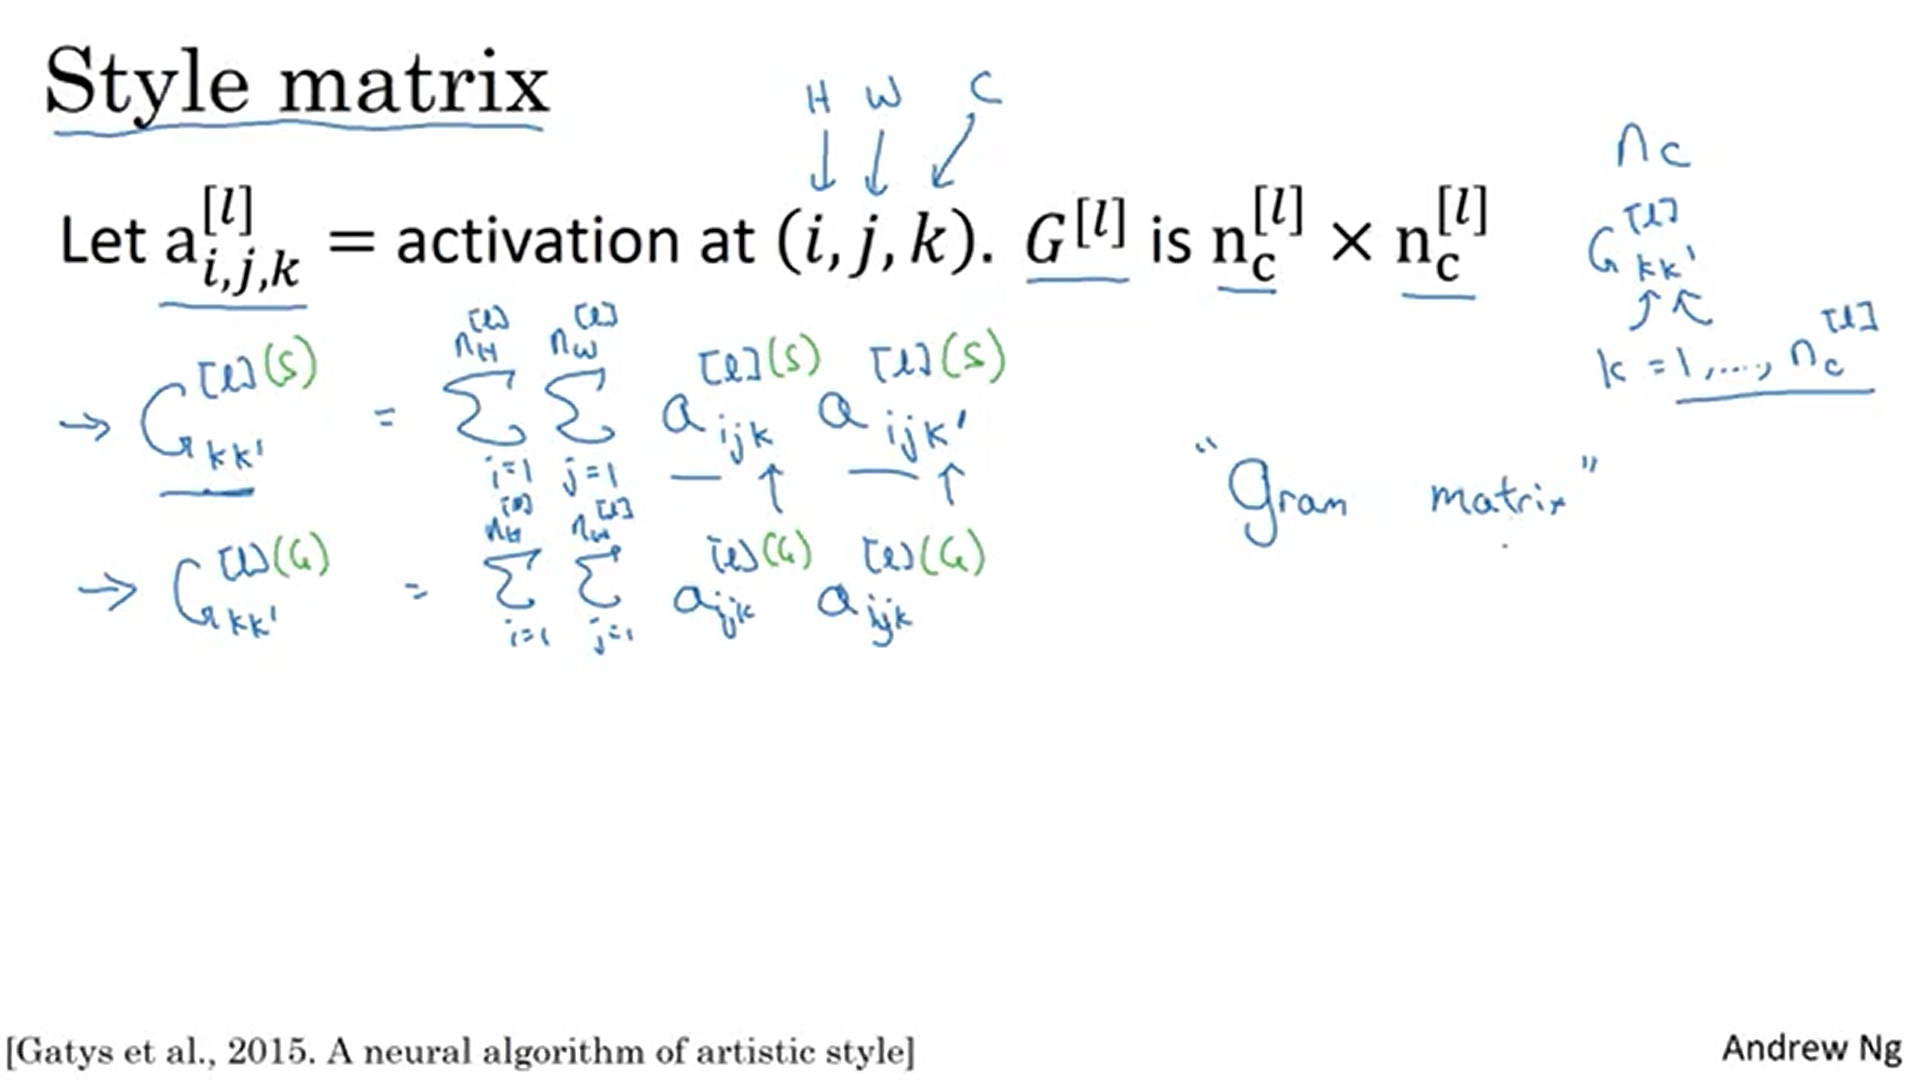 Style matrix
H W C
n_c
Let a^{[l]}_{i,j,k} = activation at (i, j, k). G^{[l]} is n_c^{[l]} × n_c^{[l]}
G^{[l]}_{kk'}
k = 1, ...., n_c^{[l]}
→ G^{[l](S)}_{kk'} = Σ_{i=1}^{n_H^{[l]}} Σ_{j=1}^{n_W^{[l]}} a^{[l](S)}_{ijk} a^{[l](S)}_{ijk'}
"Gram matrix"
→ G^{[l](G)}_{kk'} = Σ_{i=1}^{n_H^{[l]}} Σ_{j=1}^{n_W^{[l]}} a^{[l](G)}_{ijk} a^{[l](G)}_{ijk}
[Gatys et al., 2015. A neural algorithm of artistic style]
Andrew Ng